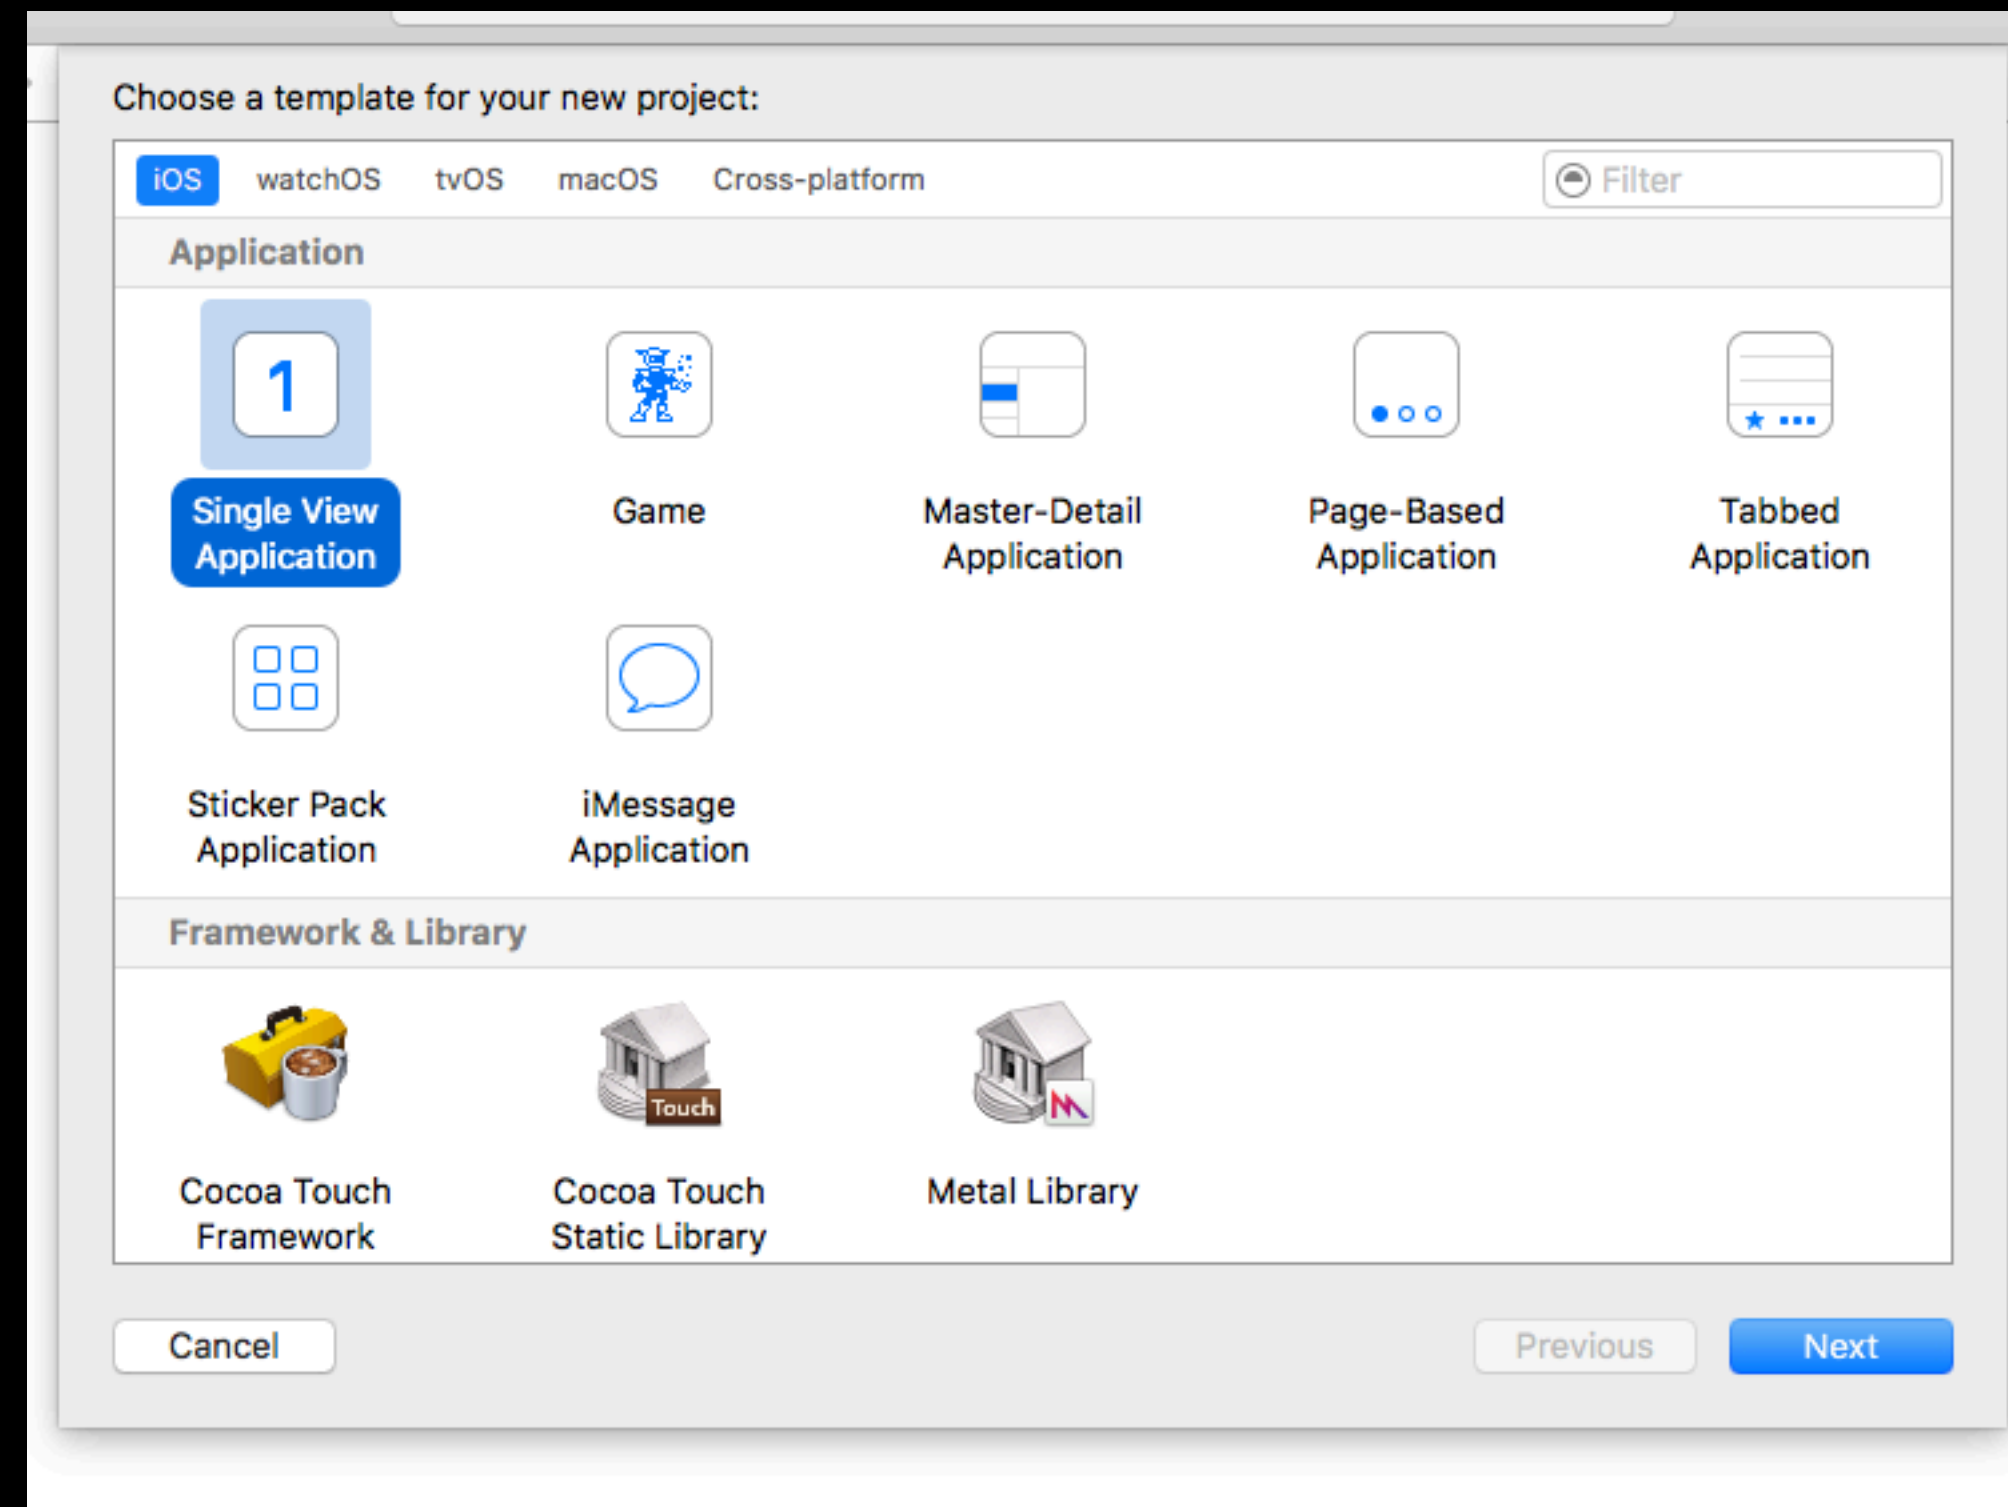 Choose a template for your new project:
iOS watchOS tvOS macOS Cross-platform Filter
Application
1
Single View Application
Game
Master-Detail Application
Page-Based Application
Tabbed Application
Sticker Pack Application
iMessage Application
Framework & Library
Touch
Cocoa Touch Framework
Cocoa Touch Static Library
Metal Library
Cancel Previous Next